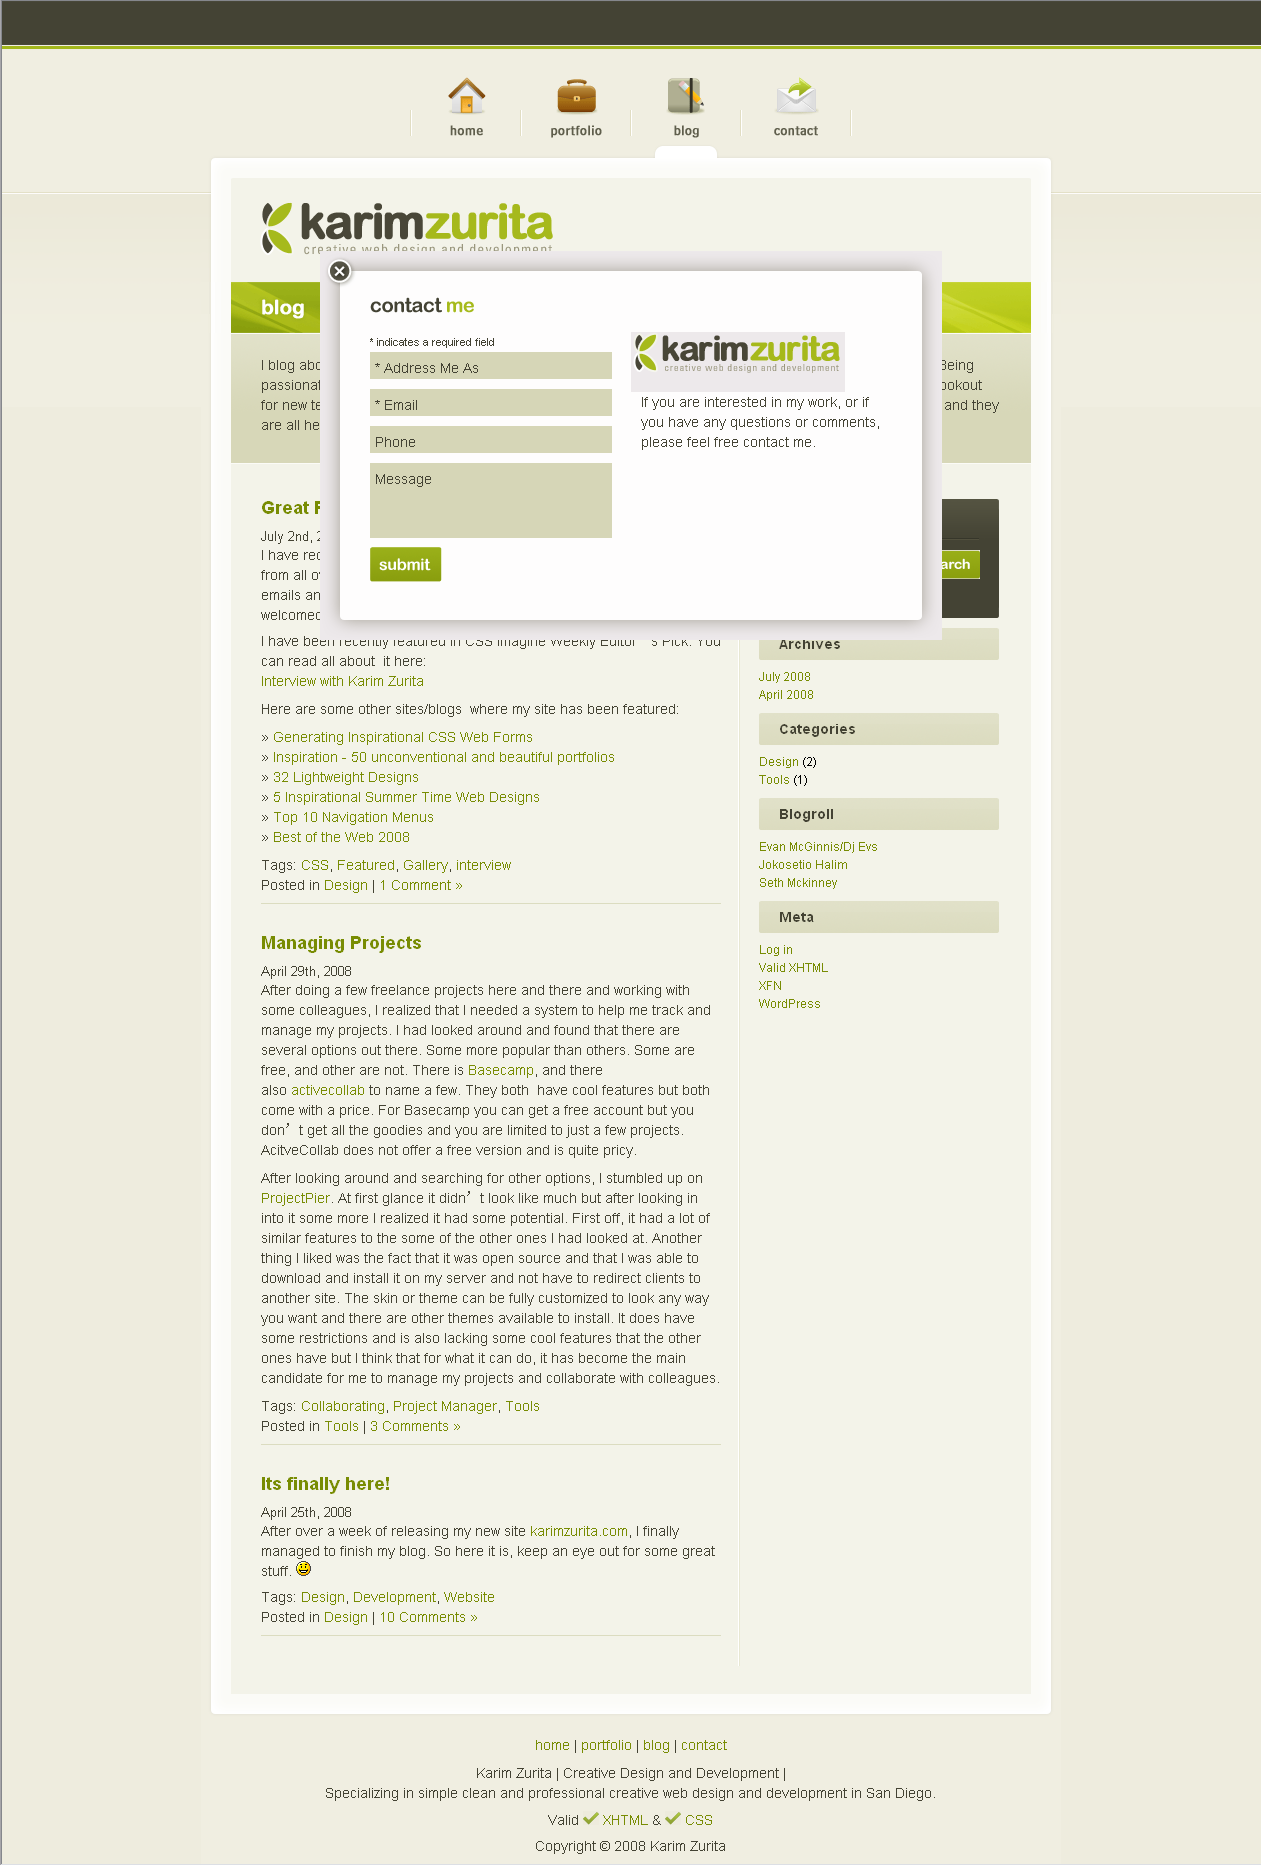 home
portfolio
blog
contact
karimzurita
creative web design and development
blog
contact me
* indicates a required field
* Address Me As
* Email
Phone
Message
submit
karimzurita
creative web design and development
If you are interested in my work, or if
you have any questions or comments,
please feel free contact me.
I blog
Being
for new
and they
are all
Great
July 2nd,
I have
from all
emails
welcomed
I have been recently featured in CSS Imagine Weekly Editor’s Pick. You
can read all about it here:
Interview with Karim Zurita
Here are some other sites/blogs where my site has been featured:
» Generating Inspirational CSS Web Forms
» Inspiration - 50 unconventional and beautiful portfolios
» 32 Lightweight Designs
» 5 Inspirational Summer Time Web Designs
» Top 10 Navigation Menus
» Best of the Web 2008
Tags: CSS, Featured, Gallery, interview
Posted in Design | 1 Comment »
Managing Projects
April 29th, 2008
After doing a few freelance projects here and there and working with
some colleagues, I realized that I needed a system to help me track and
manage my projects. I had looked around and found that there are
several options out there. Some more popular than others. Some are
free, and other are not. There is Basecamp, and there
also activecollab to name a few. They both have cool features but both
come with a price. For Basecamp you can get a free account but you
don’t get all the goodies and you are limited to just a few projects.
AcitveCollab does not offer a free version and is quite pricy.
After looking around and searching for other options, I stumbled up on
ProjectPier. At first glance it didn’t look like much but after looking in
into it some more I realized it had some potential. First off, it had a lot of
similar features to the some of the other ones I had looked at. Another
thing I liked was the fact that it was open source and that I was able to
download and install it on my server and not have to redirect clients to
another site. The skin or theme can be fully customized to look any way
you want and there are other themes available to install. It does have
some restrictions and is also lacking some cool features that the other
ones have but I think that for what it can do, it has become the main
candidate for me to manage my projects and collaborate with colleagues.
Tags: Collaborating, Project Manager, Tools
Posted in Tools | 3 Comments »
Its finally here!
April 25th, 2008
After over a week of releasing my new site karimzurita.com, I finally
managed to finish my blog. So here it is, keep an eye out for some great
stuff.
Tags: Design, Development, Website
Posted in Design | 10 Comments »
Archives
July 2008
April 2008
Categories
Design (2)
Tools (1)
Blogroll
Evan McGinnis/Dj Evs
Jokosetio Halim
Seth Mckinney
Meta
Log in
Valid XHTML
XFN
WordPress
home | portfolio | blog | contact
Karim Zurita | Creative Design and Development |
Specializing in simple clean and professional creative web design and development in San Diego.
Valid XHTML & CSS
Copyright © 2008 Karim Zurita